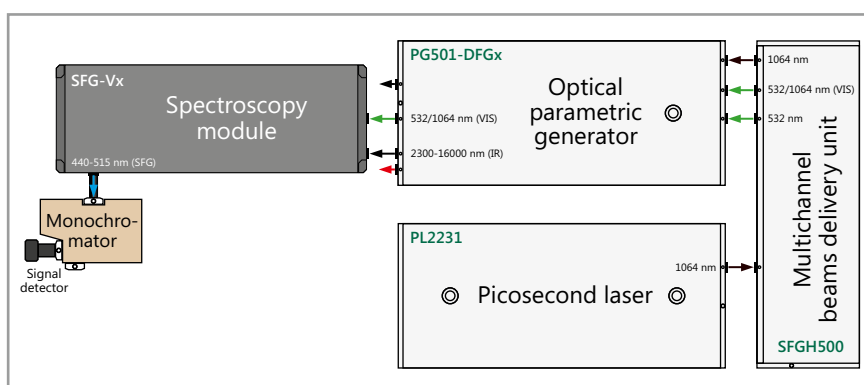 SFG-Vx
Spectroscopy
module
440-515 nm (SFG)
Monochro-
mator
Signal
detector
PG501-DFGx
Optical
parametric
generator
532/1064 nm (VIS)
2300-16000 nm (IR)
1064 nm
532/1064 nm (VIS)
532 nm
Multichannel
beams delivery unit
SFGH500
PL2231
1064 nm
Picosecond laser